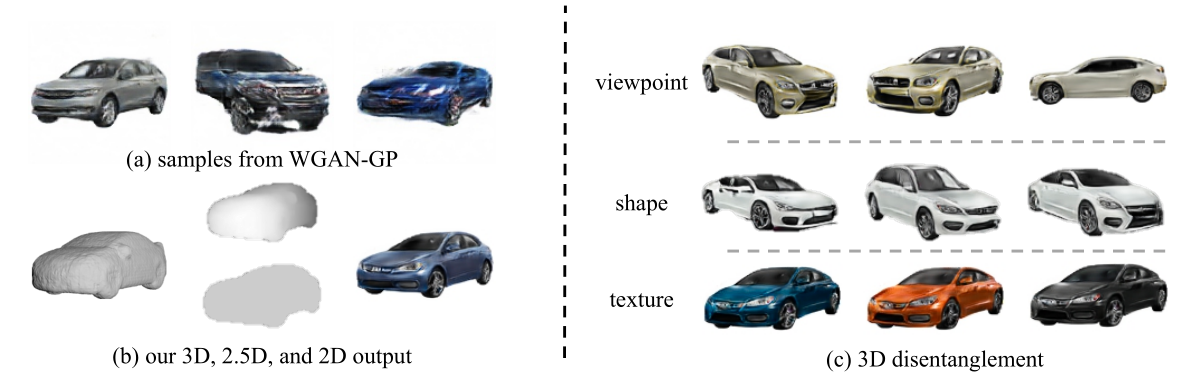 (a) samples from WGAN-GP
(b) our 3D, 2.5D, and 2D output
viewpoint
shape
texture
(c) 3D disentanglement